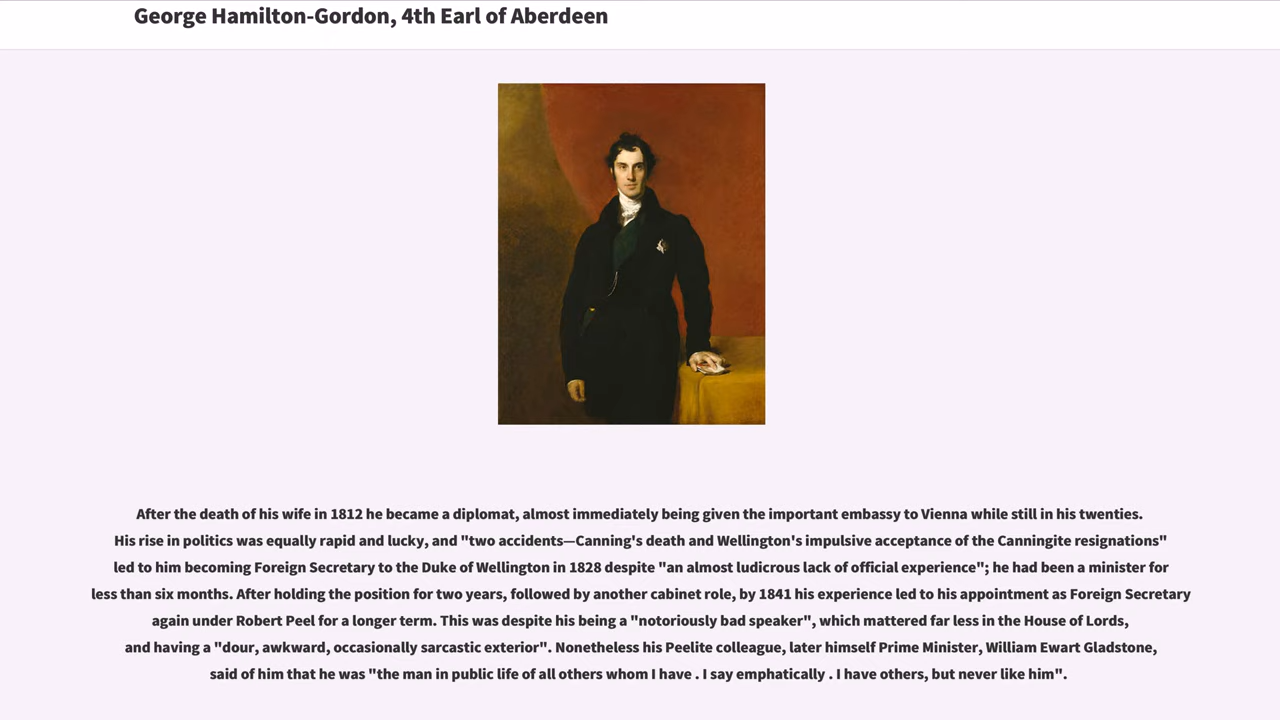 George Hamilton-Gordon, 4th Earl of Aberdeen
After the death of his wife in 1812 he became a diplomat, almost immediately being given the important embassy to Vienna while still in his twenties.
His rise in politics was equally rapid and lucky, and "two accidents—Canning's death and Wellington's impulsive acceptance of the Canningite resignations"
led to him becoming Foreign Secretary to the Duke of Wellington in 1828 despite "an almost ludicrous lack of official experience"; he had been a minister for
less than six months. After holding the position for two years, followed by another cabinet role, by 1841 his experience led to his appointment as Foreign Secretary
again under Robert Peel for a longer term. This was despite his being a "notoriously bad speaker", which mattered far less in the House of Lords,
and having a "dour, awkward, occasionally sarcastic exterior". Nonetheless his Peelite colleague, later himself Prime Minister, William Ewart Gladstone,
said of him that he was "the man in public life of all others whom I have . I say emphatically . I have others, but never like him".